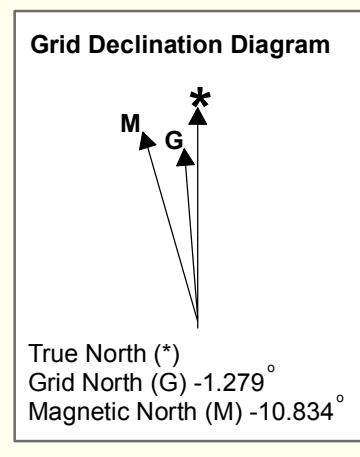 Grid Declination Diagram
*
M
G
True North (*)
Grid North (G) -1.279°
Magnetic North (M) -10.834°